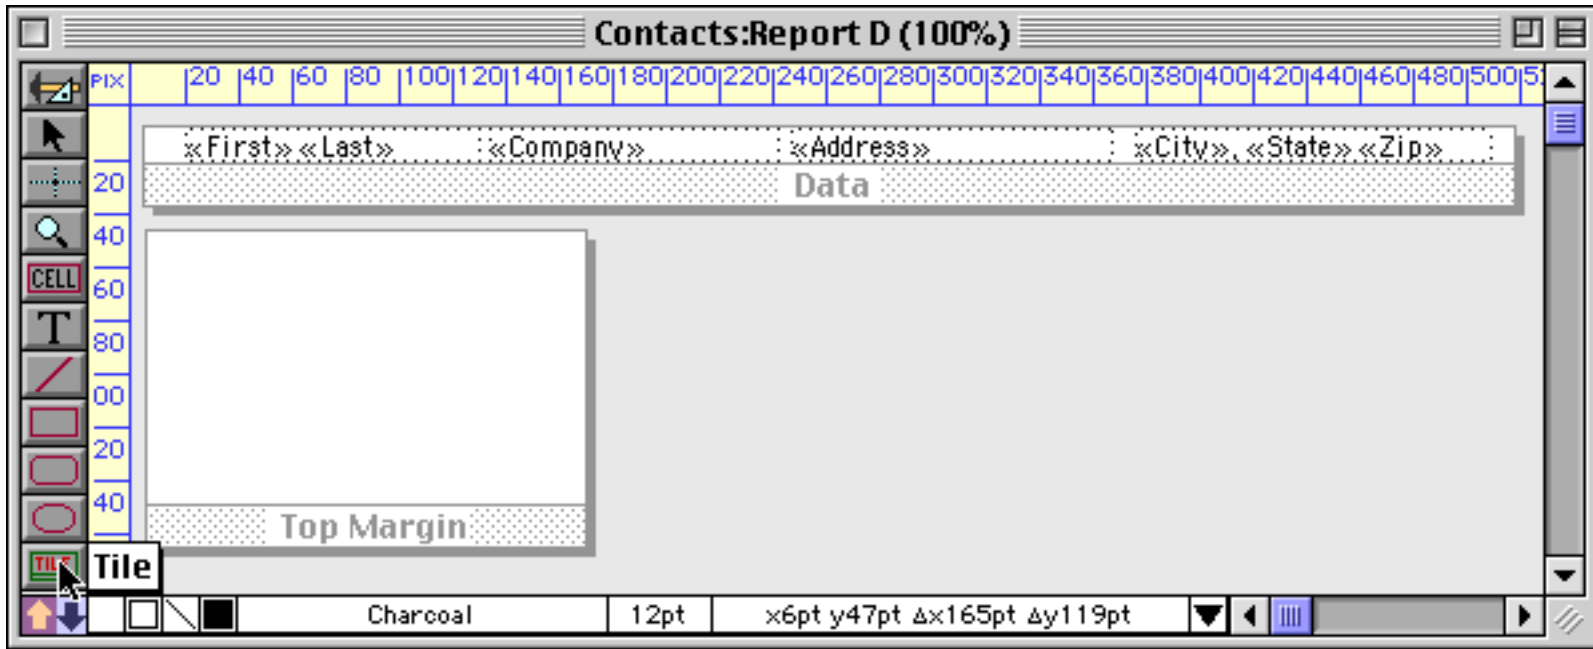 Contacts:Report D (100%)
PIX 20 40 60 80 100 120 140 160 180 200 220 240 260 280 300 320 340 360 380 400 420 440 460 480 500
«First» «Last» «Company» «Address» «City», «State» «Zip»
20 Data
40
CELL 60
T 80
00
20
40
Top Margin
TILE Tile
Charcoal 12pt x6pt y47pt Δx165pt Δy119pt